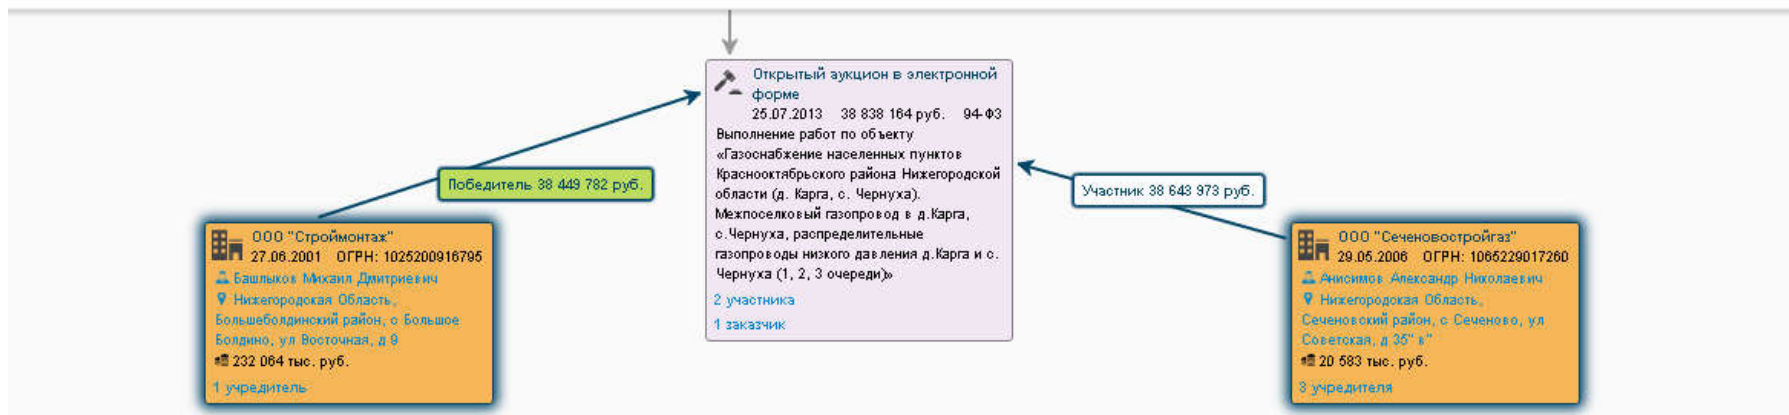 Открытый аукцион в электронной
форме
25.07.2013 38 838 164 руб. 94-ФЗ
Выполнение работ по объекту
«Газоснабжение населенных пунктов
Краснооктябрьского района Нижегородской
области (д. Карга, с. Чернуха).
Межпоселковый газопровод в д.Карга,
с.Чернуха, распределительные
газопроводы низкого давления д.Карга и с.
Чернуха (1, 2, 3 очереди)»
2 участника
1 заказчик
Победитель 38 449 782 руб.
Участник 38 643 973 руб.
ООО "Строймонтаж"
27.06.2001 ОГРН: 1025200916795
Башлыков Михаил Дмитриевич
Нижегородская Область,
Большеболдинский район, с Большое
Болдино, ул Восточная, д 9
232 064 тыс. руб.
1 учредитель
ООО "Сеченовостройгаз"
29.05.2006 ОГРН: 1065229017260
Анисимов Александр Николаевич
Нижегородская Область,
Сеченовский район, с Сеченово, ул
Советская, д 35" в"
20 583 тыс. руб.
3 учредителя